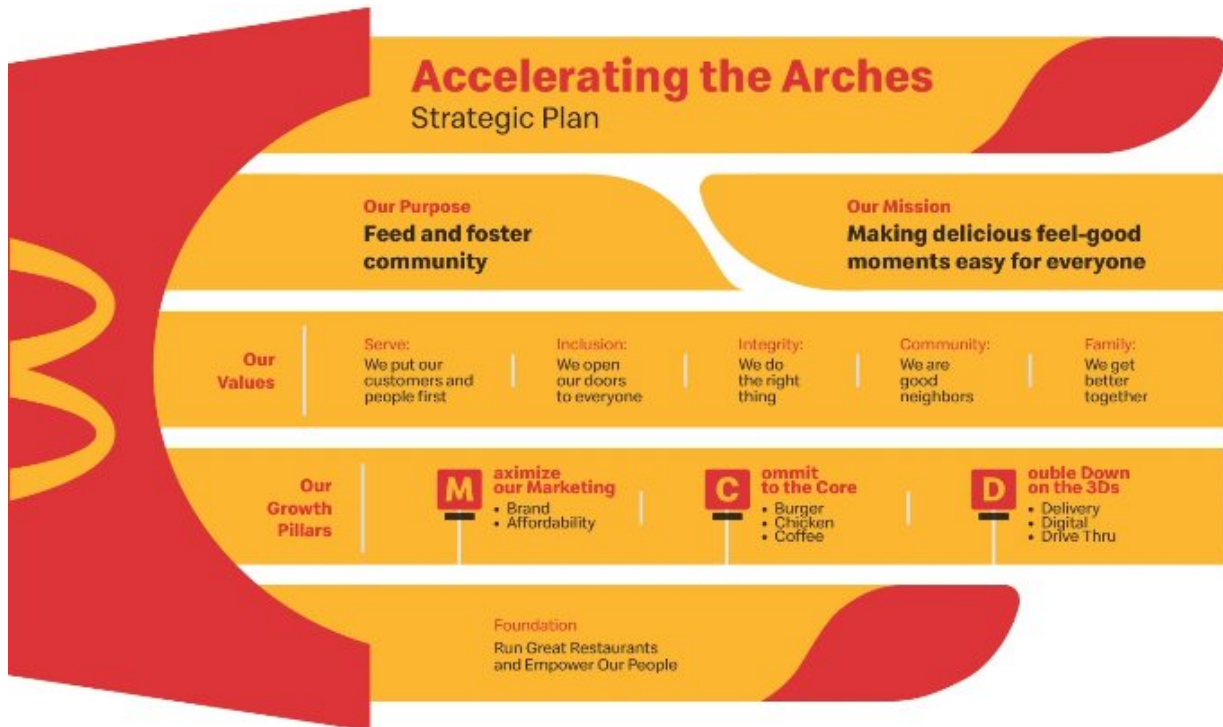 Accelerating the Arches
Strategic Plan
Our Purpose
Feed and foster
community
Our Mission
Making delicious feel-good
moments easy for everyone
Our
Values
Serve:
We put our
customers and
people first
Inclusion:
We open
our doors
to everyone
Integrity:
We do
the right
thing
Community:
We are
good
neighbors
Family:
We get
better
together
Our
Growth
Pillars
Maximize
our Marketing
• Brand
• Affordability
Commit
to the Core
• Burger
• Chicken
• Coffee
Double Down
on the 3Ds
• Delivery
• Digital
• Drive Thru
Foundation
Run Great Restaurants
and Empower Our People